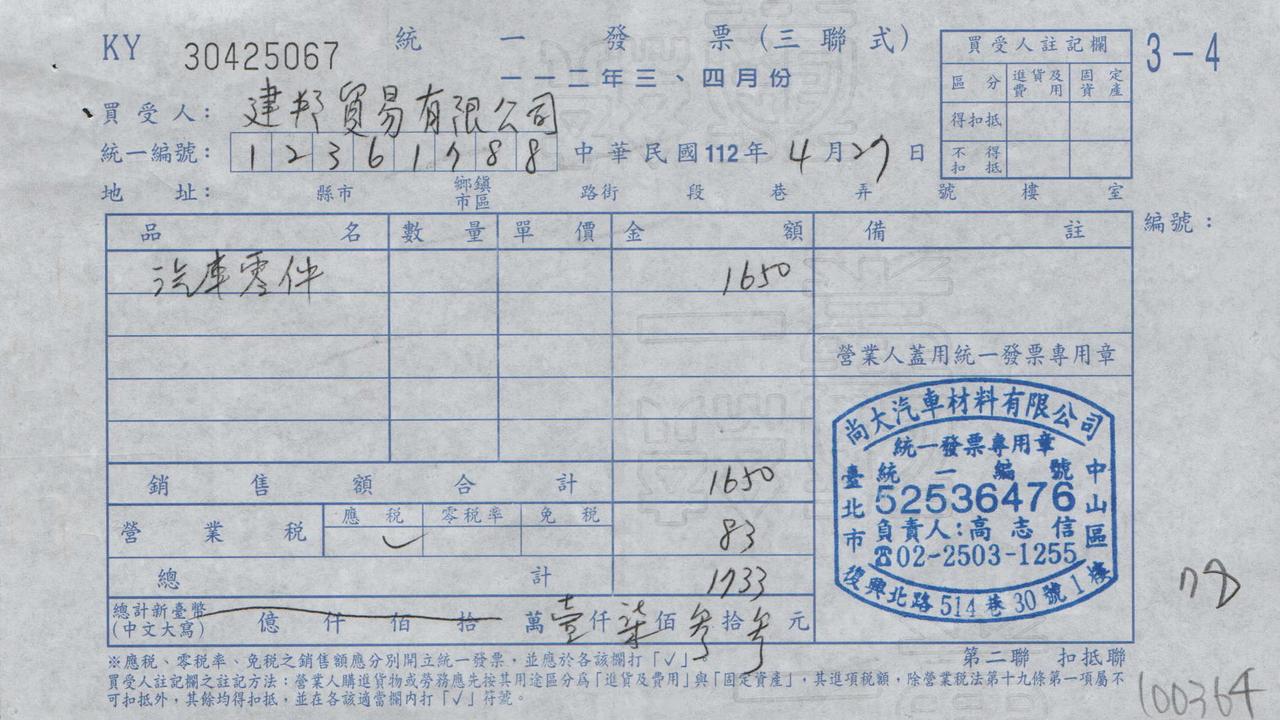 KY 30425067 統一發票(三聯式) 3-4
一一二年三、四月份
買受人: 建邦貿易有限公司
統一編號: 12361788 中華民國112年4月27日
地址: 縣市 鄉鎮市區 路街 段 巷 弄 號 樓 室
買受人註記欄
區分 進貨及費用 固定資產
得扣抵
不得扣抵
編號:
品名 數量 單價 金額 備註
汽車零件 1650
營業人蓋用統一發票專用章
銷售額合計 1650
營業稅 應稅 零稅率 免稅 83
✓
總計 1733
總計新臺幣(中文大寫) 億仟佰拾萬壹仟柒佰參拾參元
尚大汽車材料有限公司
統一發票專用章
統一編號
52536476
負責人:高志信
☎02-2503-1255
臺北市中山區
復興北路514巷30號1樓
78
第二聯 扣抵聯
※應稅、零稅率、免稅之銷售額應分別開立統一發票,並應於各該欄打「✓」。
買受人註記欄之註記方法:營業人購進貨物或勞務應先按其用途區分為「進貨及費用」與「固定資產」,其進項稅額,除營業稅法第十九條第一項屬不
可扣抵外,其餘均得扣抵,並在各該適當欄內打「✓」符號。
100364